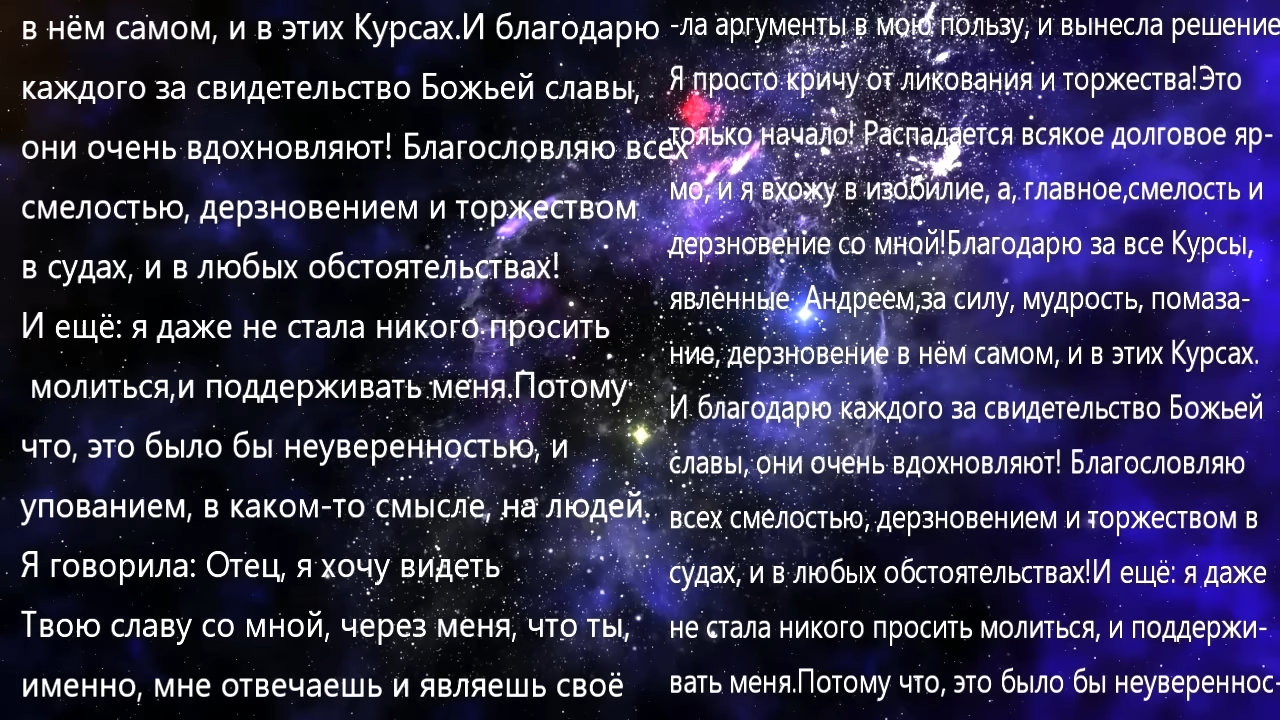 в нём самом, и в этих Курсах.И благодарю
каждого за свидетельство Божьей славы,
они очень вдохновляют! Благословляю всех
смелостью, дерзновением и торжеством
в судах, и в любых обстоятельствах!
И ещё: я даже не стала никого просить
молиться,и поддерживать меня.Потому
что, это было бы неуверенностью, и
упованием, в каком-то смысле, на людей.
Я говорила: Отец, я хочу видеть
Твою славу со мной, через меня, что ты,
именно, мне отвечаешь и являешь своё
-ла аргументы в мою пользу, и вынесла решение
Я просто кричу от ликования и торжества!Это
только начало! Распадается всякое долговое яр-
мо, и я вхожу в изобилие, а, главное,смелость и
дерзновение со мной!Благодарю за все Курсы,
явленные  Андреем,за силу, мудрость, помаза-
ние, дерзновение в нём самом, и в этих Курсах.
И благодарю каждого за свидетельство Божьей
славы, они очень вдохновляют! Благословляю
всех смелостью, дерзновением и торжеством в
судах, и в любых обстоятельствах!И ещё: я даже
не стала никого просить молиться, и поддержи-
вать меня.Потому что, это было бы неувереннос-